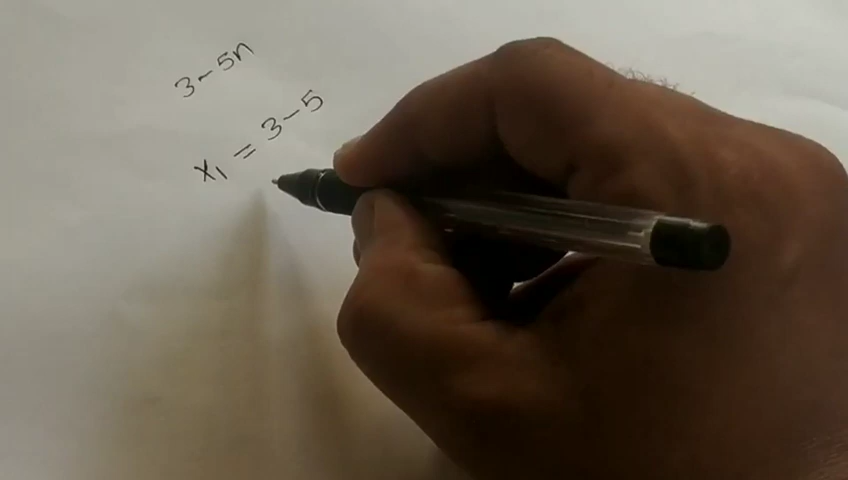 3-5n
x₁ = 3-5